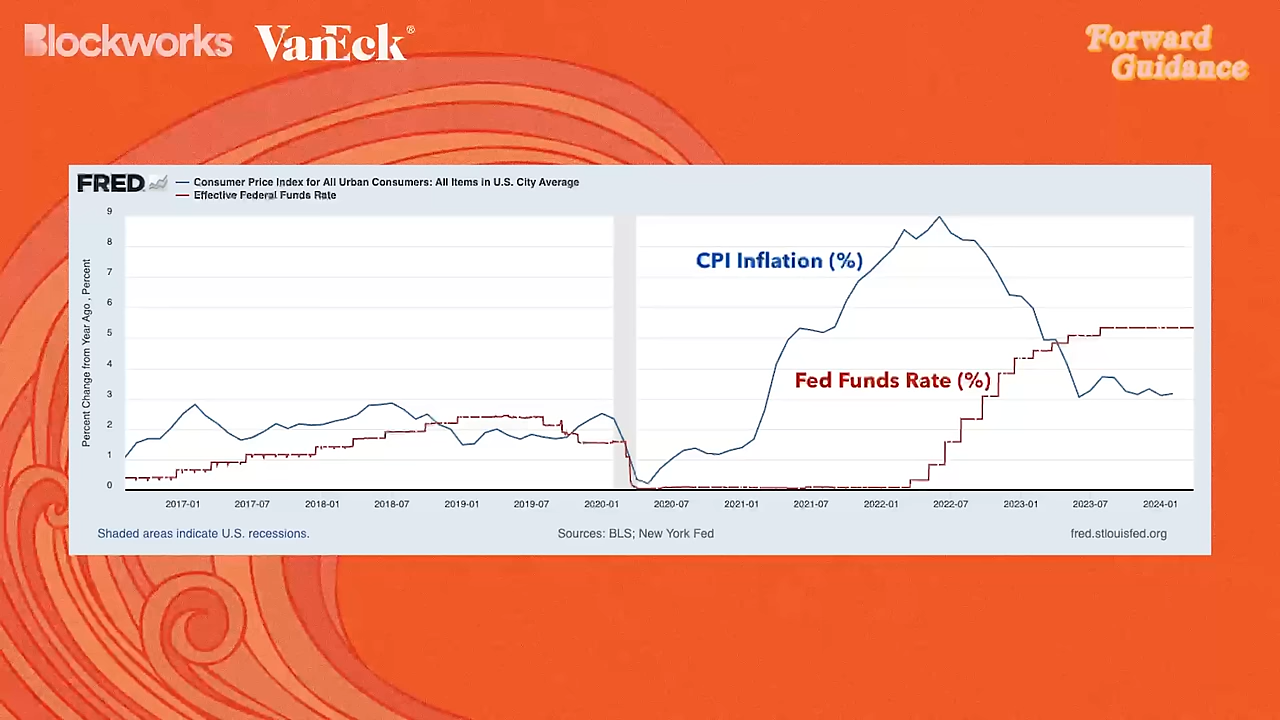 Blockworks VanEck®
Forward
Guidance
FRED
Consumer Price Index for All Urban Consumers: All Items in U.S. City Average
Effective Federal Funds Rate
Percent Change from Year Ago , Percent
9
8
7
6
5
4
3
2
1
0
CPI Inflation (%)
Fed Funds Rate (%)
2017-01 2017-07 2018-01 2018-07 2019-01 2019-07 2020-01 2020-07 2021-01 2021-07 2022-01 2022-07 2023-01 2023-07 2024-01
Shaded areas indicate U.S. recessions. Sources: BLS; New York Fed fred.stlouisfed.org